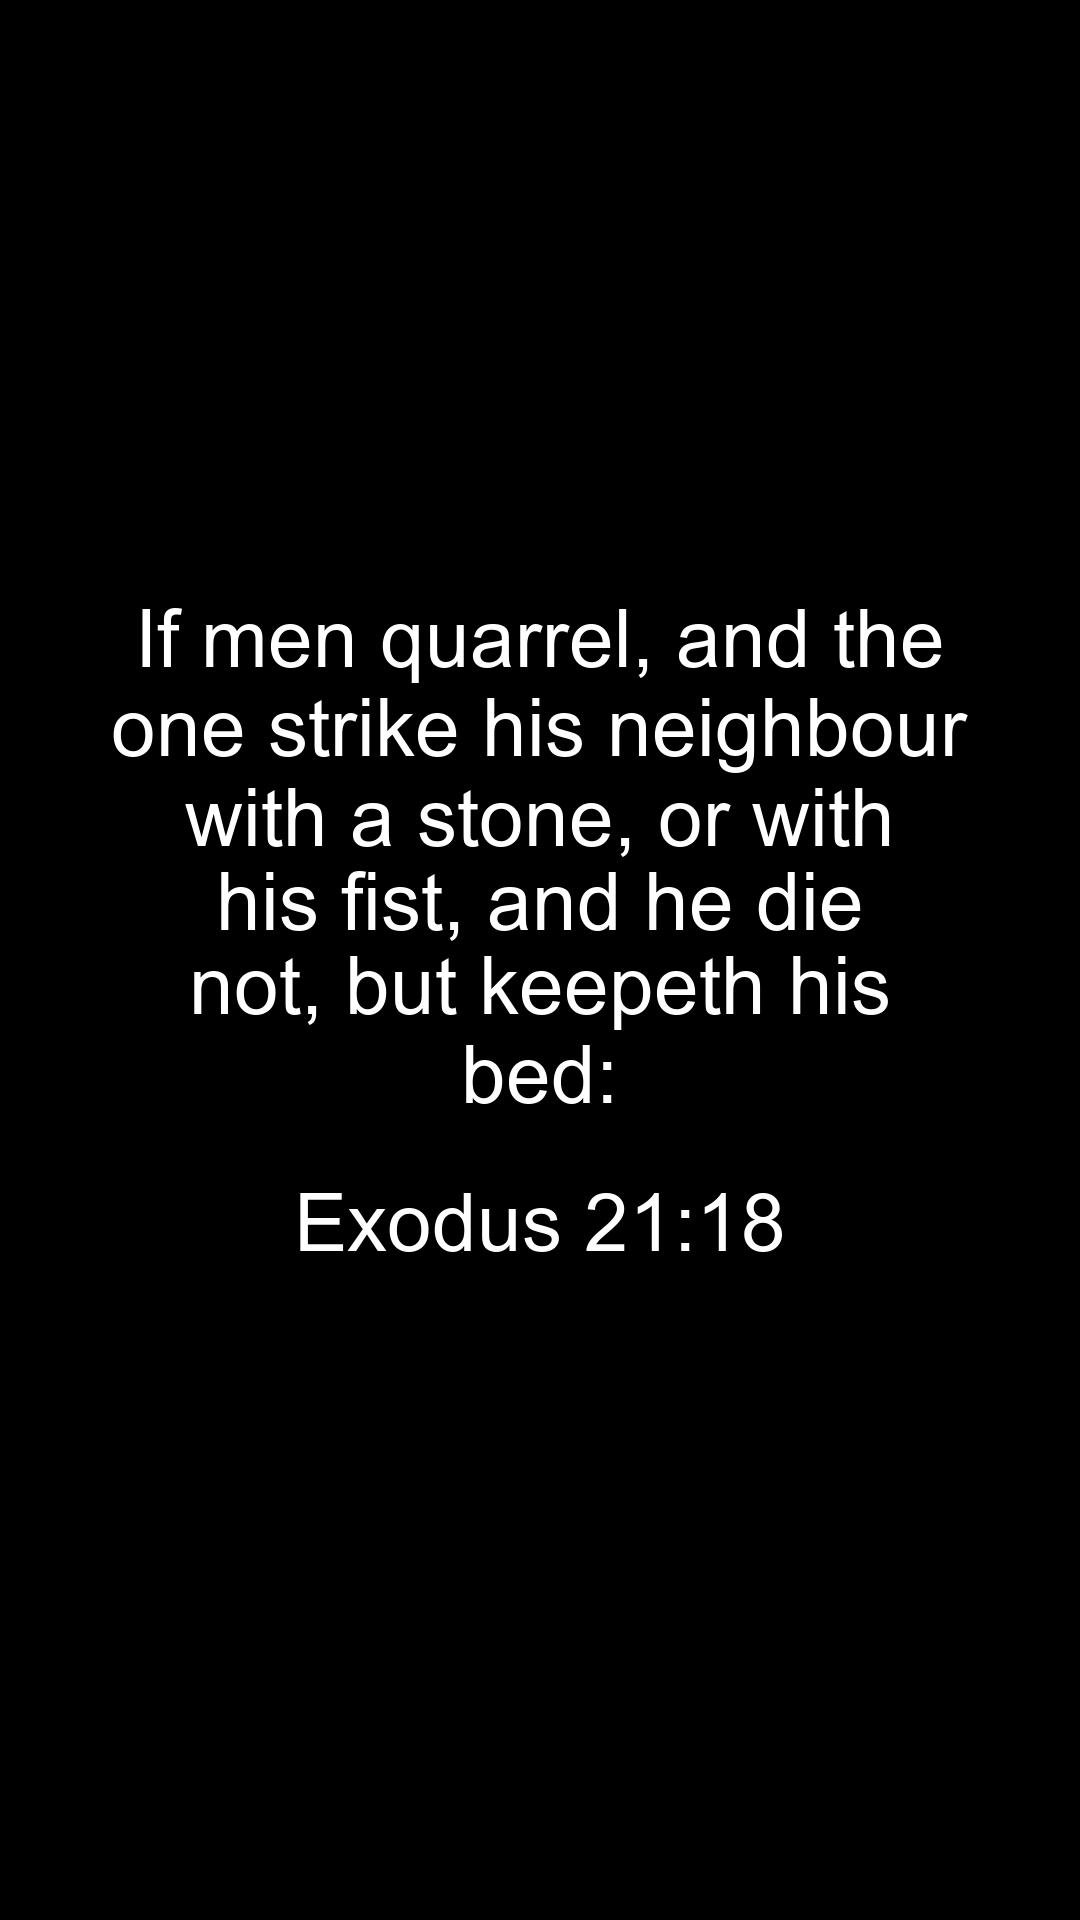 If men quarrel, and the
one strike his neighbour
with a stone, or with
his fist, and he die
not, but keepeth his
bed:
Exodus 21:18